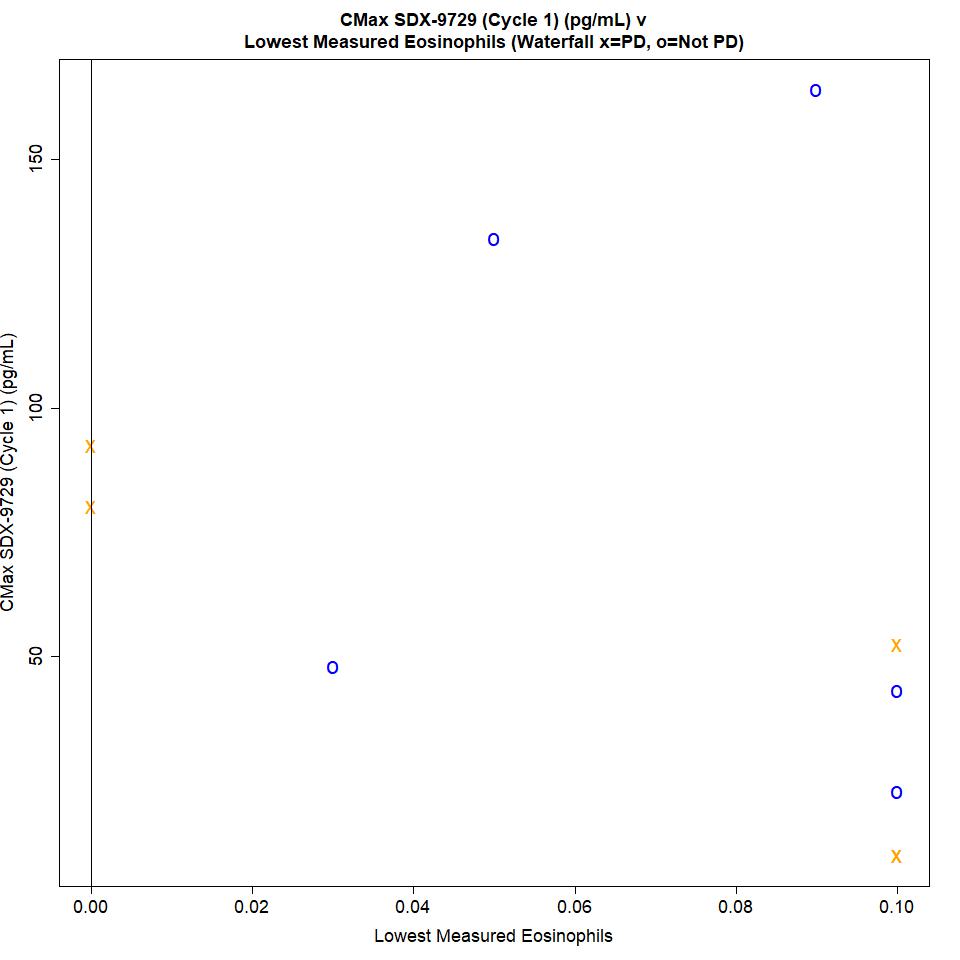 CMax SDX-9729 (Cycle 1) (pg/mL) v
Lowest Measured Eosinophils (Waterfall x=PD, o=Not PD)
CMax SDX-9729 (Cycle 1) (pg/mL)
150
100
50
o
o
x
x
o
x
o
o
x
0.00 0.02 0.04 0.06 0.08 0.10
Lowest Measured Eosinophils